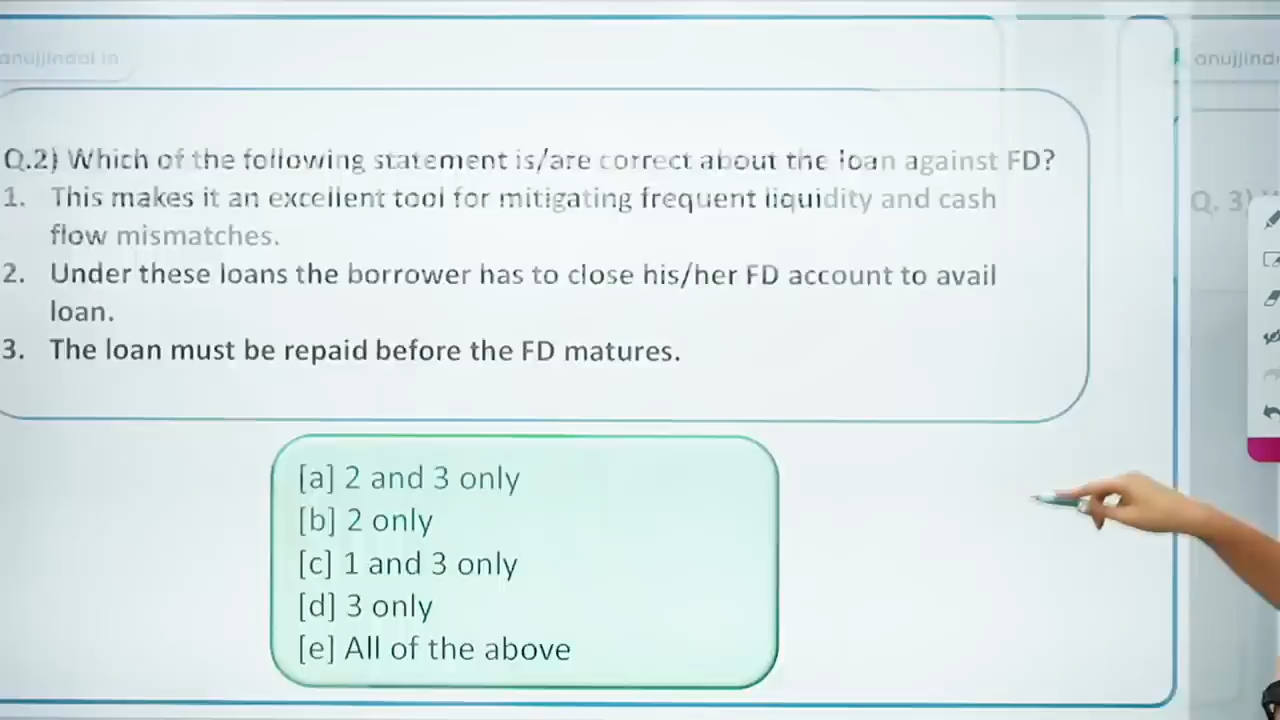 anujjindal in
anujjind
Q.2) Which of the following statement is/are correct about the loan against FD?
1. This makes it an excellent tool for mitigating frequent liquidity and cash
flow mismatches.
2. Under these loans the borrower has to close his/her FD account to avail
loan.
3. The loan must be repaid before the FD matures.
Q. 3)
[a] 2 and 3 only
[b] 2 only
[c] 1 and 3 only
[d] 3 only
[e] All of the above